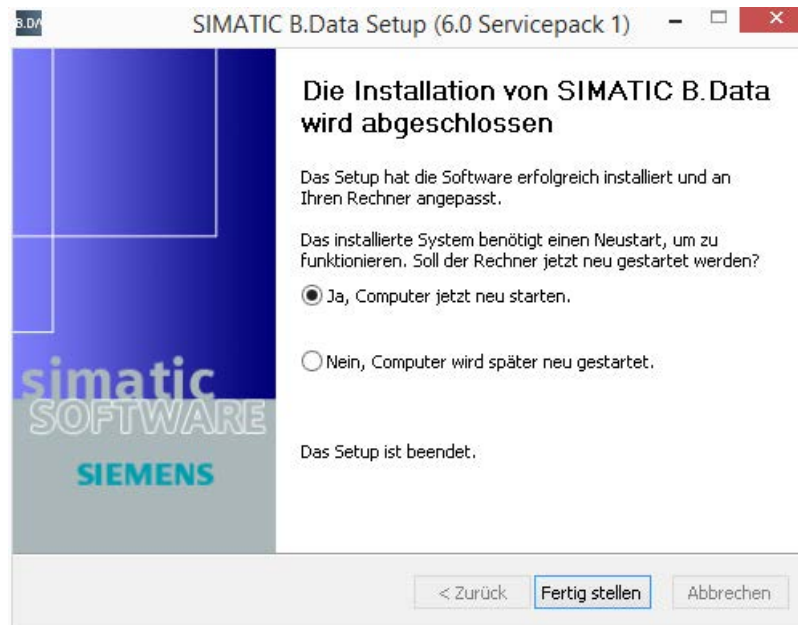 B.DA
SIMATIC B.Data Setup (6.0 Servicepack 1)
Die Installation von SIMATIC B.Data
wird abgeschlossen
Das Setup hat die Software erfolgreich installiert und an
Ihren Rechner angepasst.
Das installierte System benötigt einen Neustart, um zu
funktionieren. Soll der Rechner jetzt neu gestartet werden?
Ja, Computer jetzt neu starten.
Nein, Computer wird später neu gestartet.
simatic
SOFTWARE
SIEMENS
Das Setup ist beendet.
< Zurück Fertig stellen Abbrechen